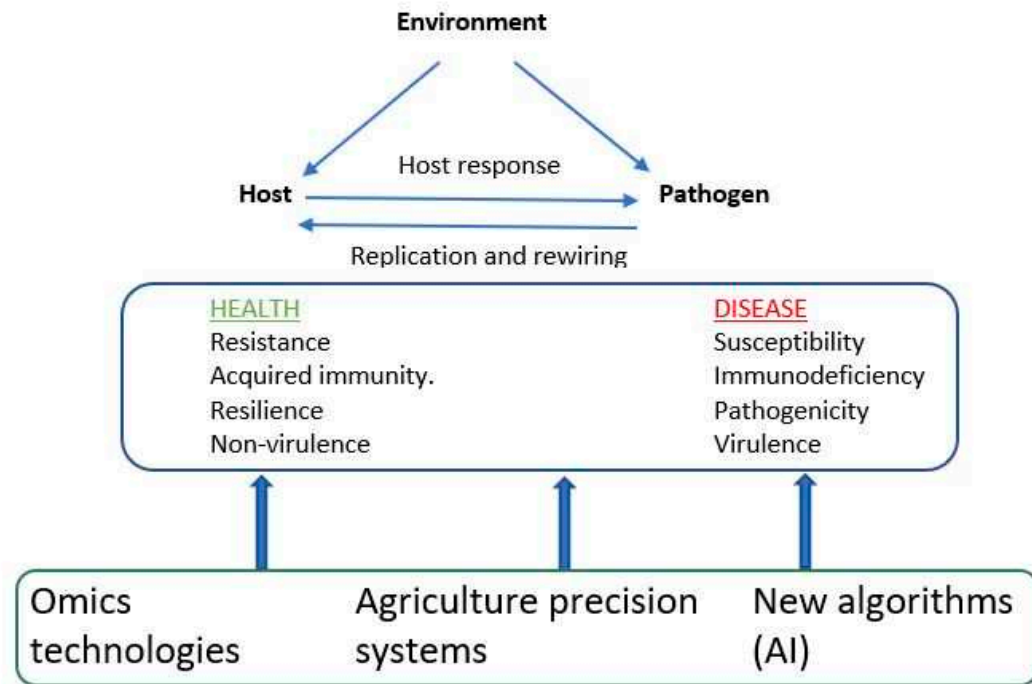 Environment
Host response
Host
Pathogen
Replication and rewiring
HEALTH
Resistance
Acquired immunity.
Resilience
Non-virulence
DISEASE
Susceptibility
Immunodeficiency
Pathogenicity
Virulence
Omics
technologies
Agriculture precision
systems
New algorithms
(AI)